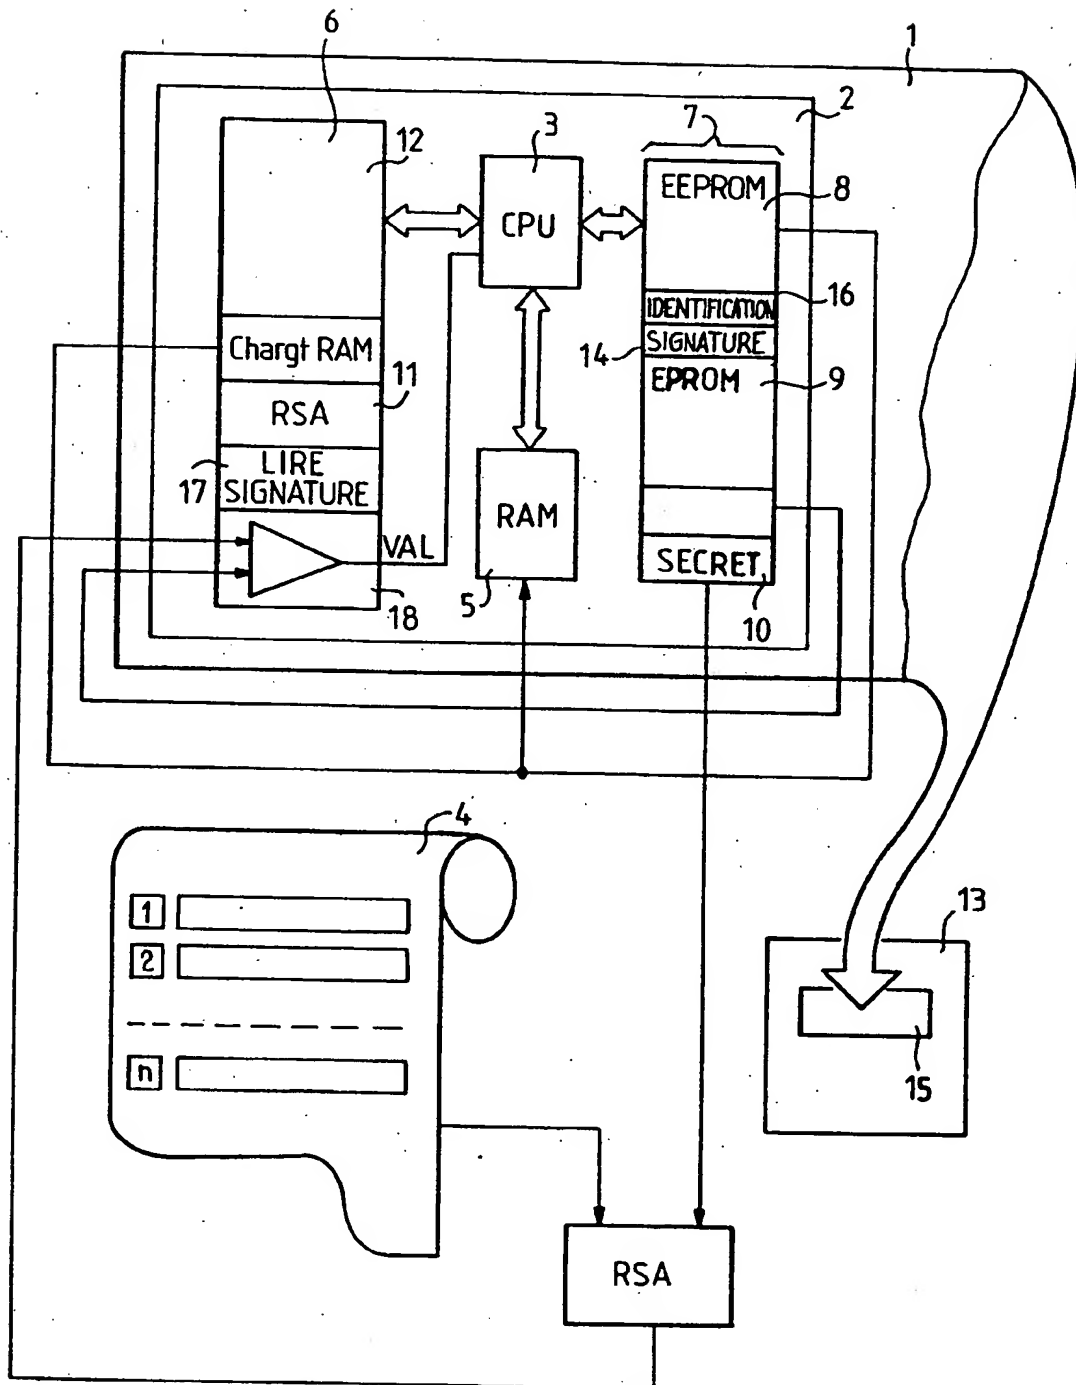 6
1
2
12
3
7
EEPROM
8
CPU
IDENTIFICATION
16
SIGNATURE
14
Chargt RAM
EPROM
9
11
RSA
LIRE
17
SIGNATURE
RAM
VAL
SECRET
5
18
10
4
1
2
n
13
15
RSA